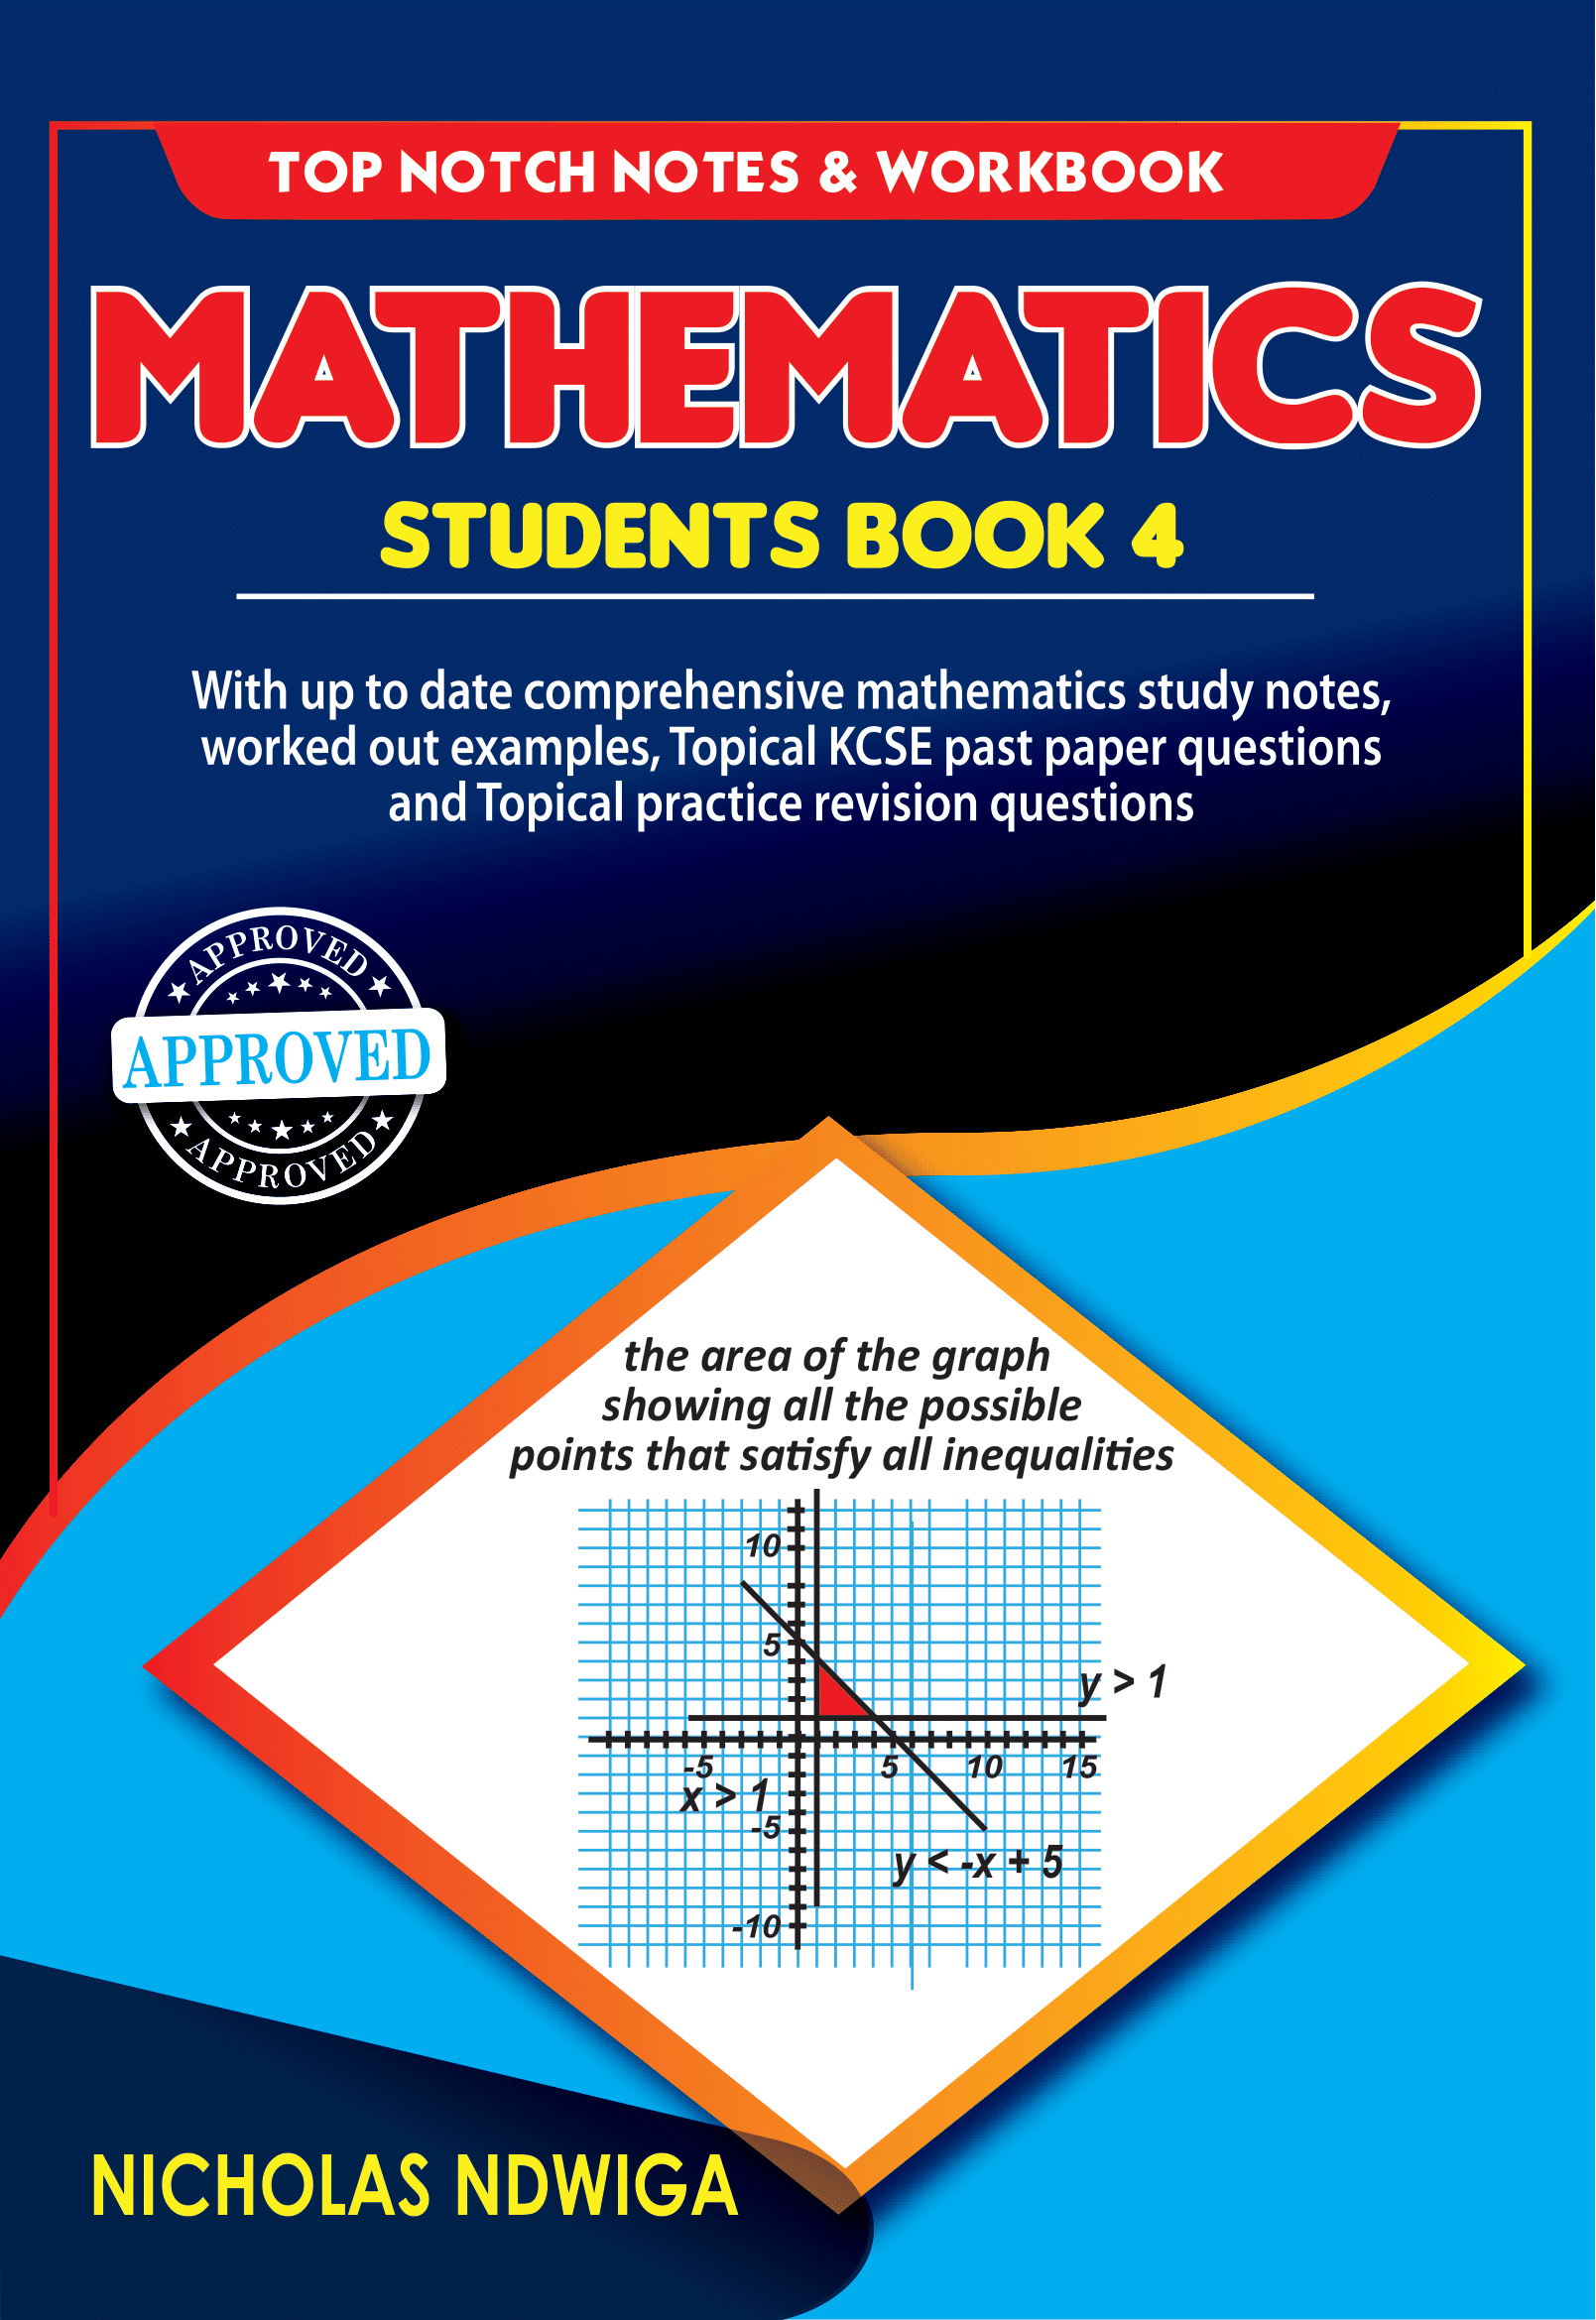 TOP NOTCH NOTES & WORKBOOK
MATHEMATICS
STUDENTS BOOK 4
With up to date comprehensive mathematics study notes,
worked out examples, Topical KCSE past paper questions
and Topical practice revision questions
APPROVED
APPROVED
APPROVED
the area of the graph
showing all the possible
points that satisfy all inequalities
10
5
y > 1
-5 5 10 15
x > 1
-5
y < -x + 5
-10
NICHOLAS NDWIGA